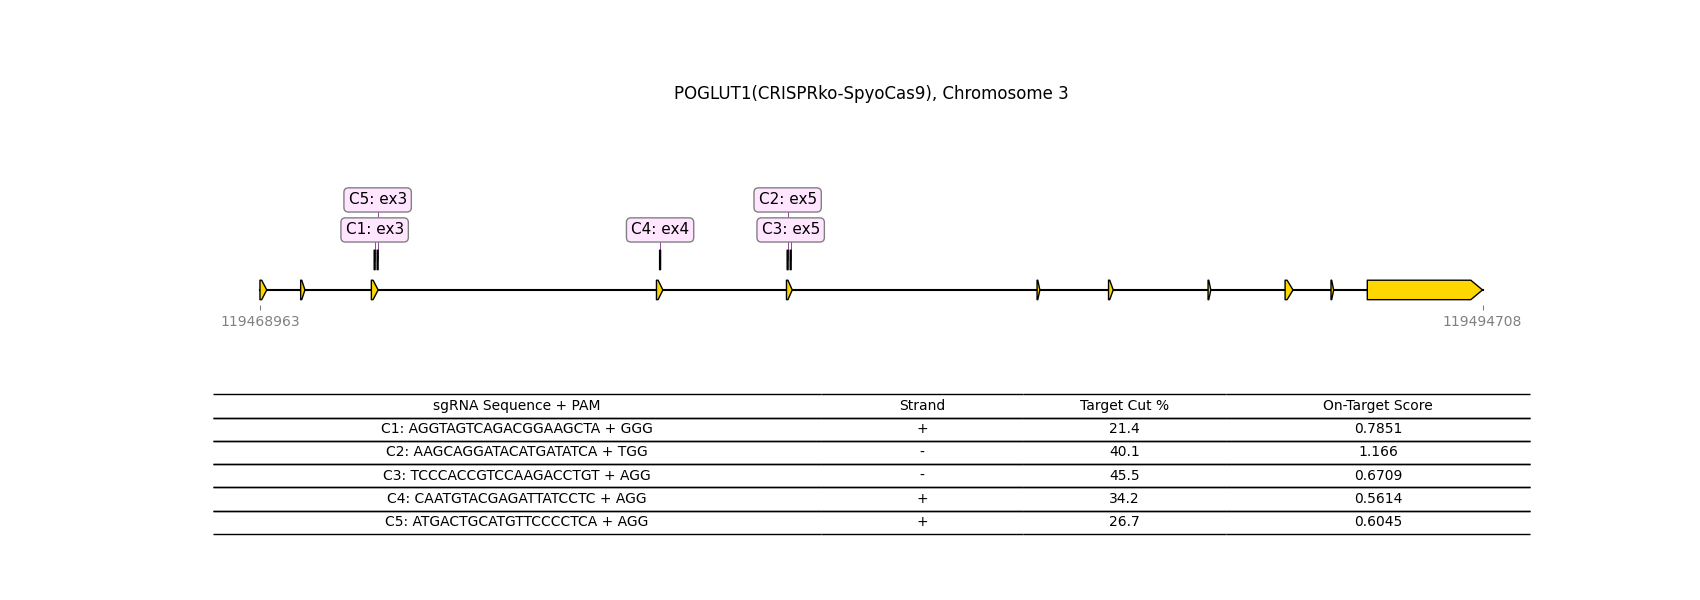 POGLUT1(CRISPRko-SpyoCas9), Chromosome 3
C5: ex3 C2: ex5
C1: ex3 C4: ex4 C3: ex5
119468963 119494708
sgRNA Sequence + PAM Strand Target Cut % On-Target Score
C1: AGGTAGTCAGACGGAAGCTA + GGG + 21.4 0.7851
C2: AAGCAGGATACATGATATCA + TGG - 40.1 1.166
C3: TCCCACCGTCCAAGACCTGT + AGG - 45.5 0.6709
C4: CAATGTACGAGATTATCCTC + AGG + 34.2 0.5614
C5: ATGACTGCATGTTCCCCTCA + AGG + 26.7 0.6045